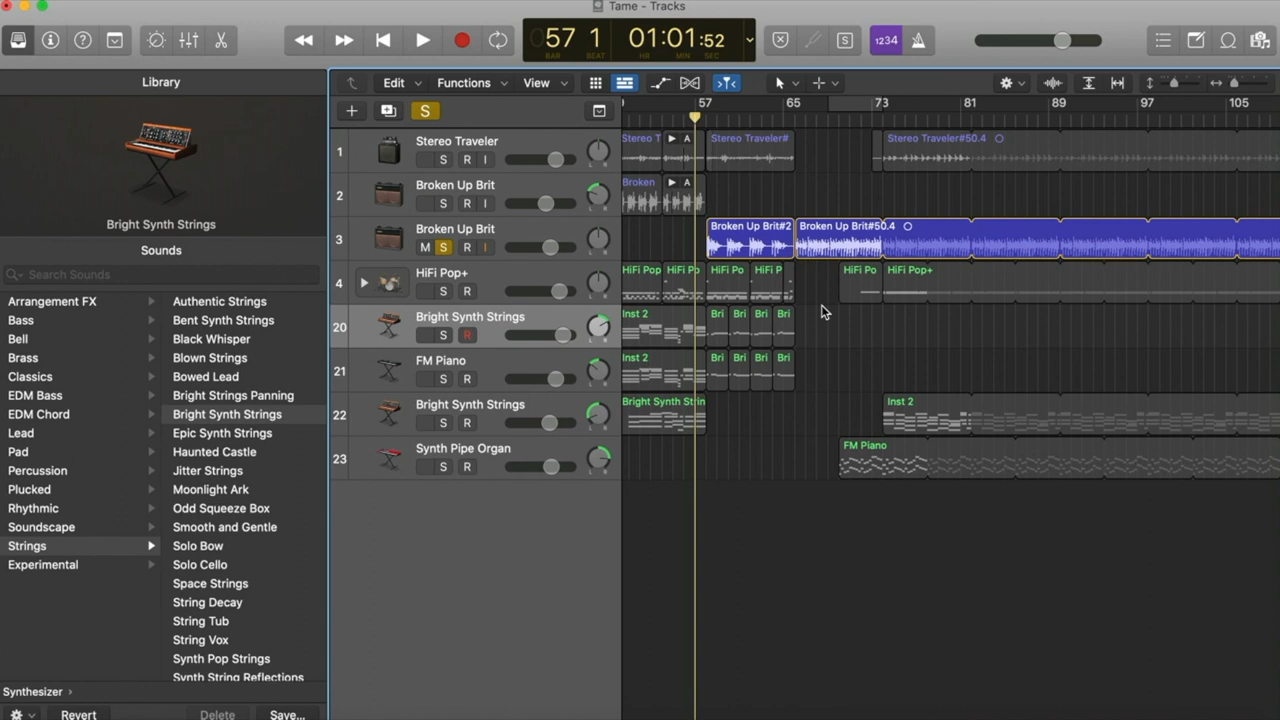 Tame - Tracks
57 1 01:01:52
BAR BEAT HR MIN SEC
1234
Library
Edit Functions View
57 65 73 81 89 97 105
S
Bright Synth Strings
Sounds
Search Sounds
Arrangement FX
Bass
Bell
Brass
Classics
EDM Bass
EDM Chord
Lead
Pad
Percussion
Plucked
Rhythmic
Soundscape
Strings
Experimental
Authentic Strings
Bent Synth Strings
Black Whisper
Blown Strings
Bowed Lead
Bright Strings Panning
Bright Synth Strings
Epic Synth Strings
Haunted Castle
Jitter Strings
Moonlight Ark
Odd Squeeze Box
Smooth and Gentle
Solo Bow
Solo Cello
Space Strings
String Decay
String Tub
String Vox
Synth Pop Strings
Synth String Reflections
Synthesizer
Revert Delete Save...
1 Stereo Traveler
S R I
Stereo T A Stereo Traveler# Stereo Traveler#50.4
2 Broken Up Brit
S R I
Broken A
3 Broken Up Brit
M S R I
Broken Up Brit#2 Broken Up Brit#50.4
4 HiFi Pop+
S R
HiFi Pop HiFi Po HiFi Po HiFi P HiFi Po HiFi Pop+
20 Bright Synth Strings
S R
Inst 2 Bri Bri Bri Bri
21 FM Piano
S R
Inst 2 Bri Bri Bri Bri
22 Bright Synth Strings
S R
Bright Synth Strin Inst 2
23 Synth Pipe Organ
S R
FM Piano